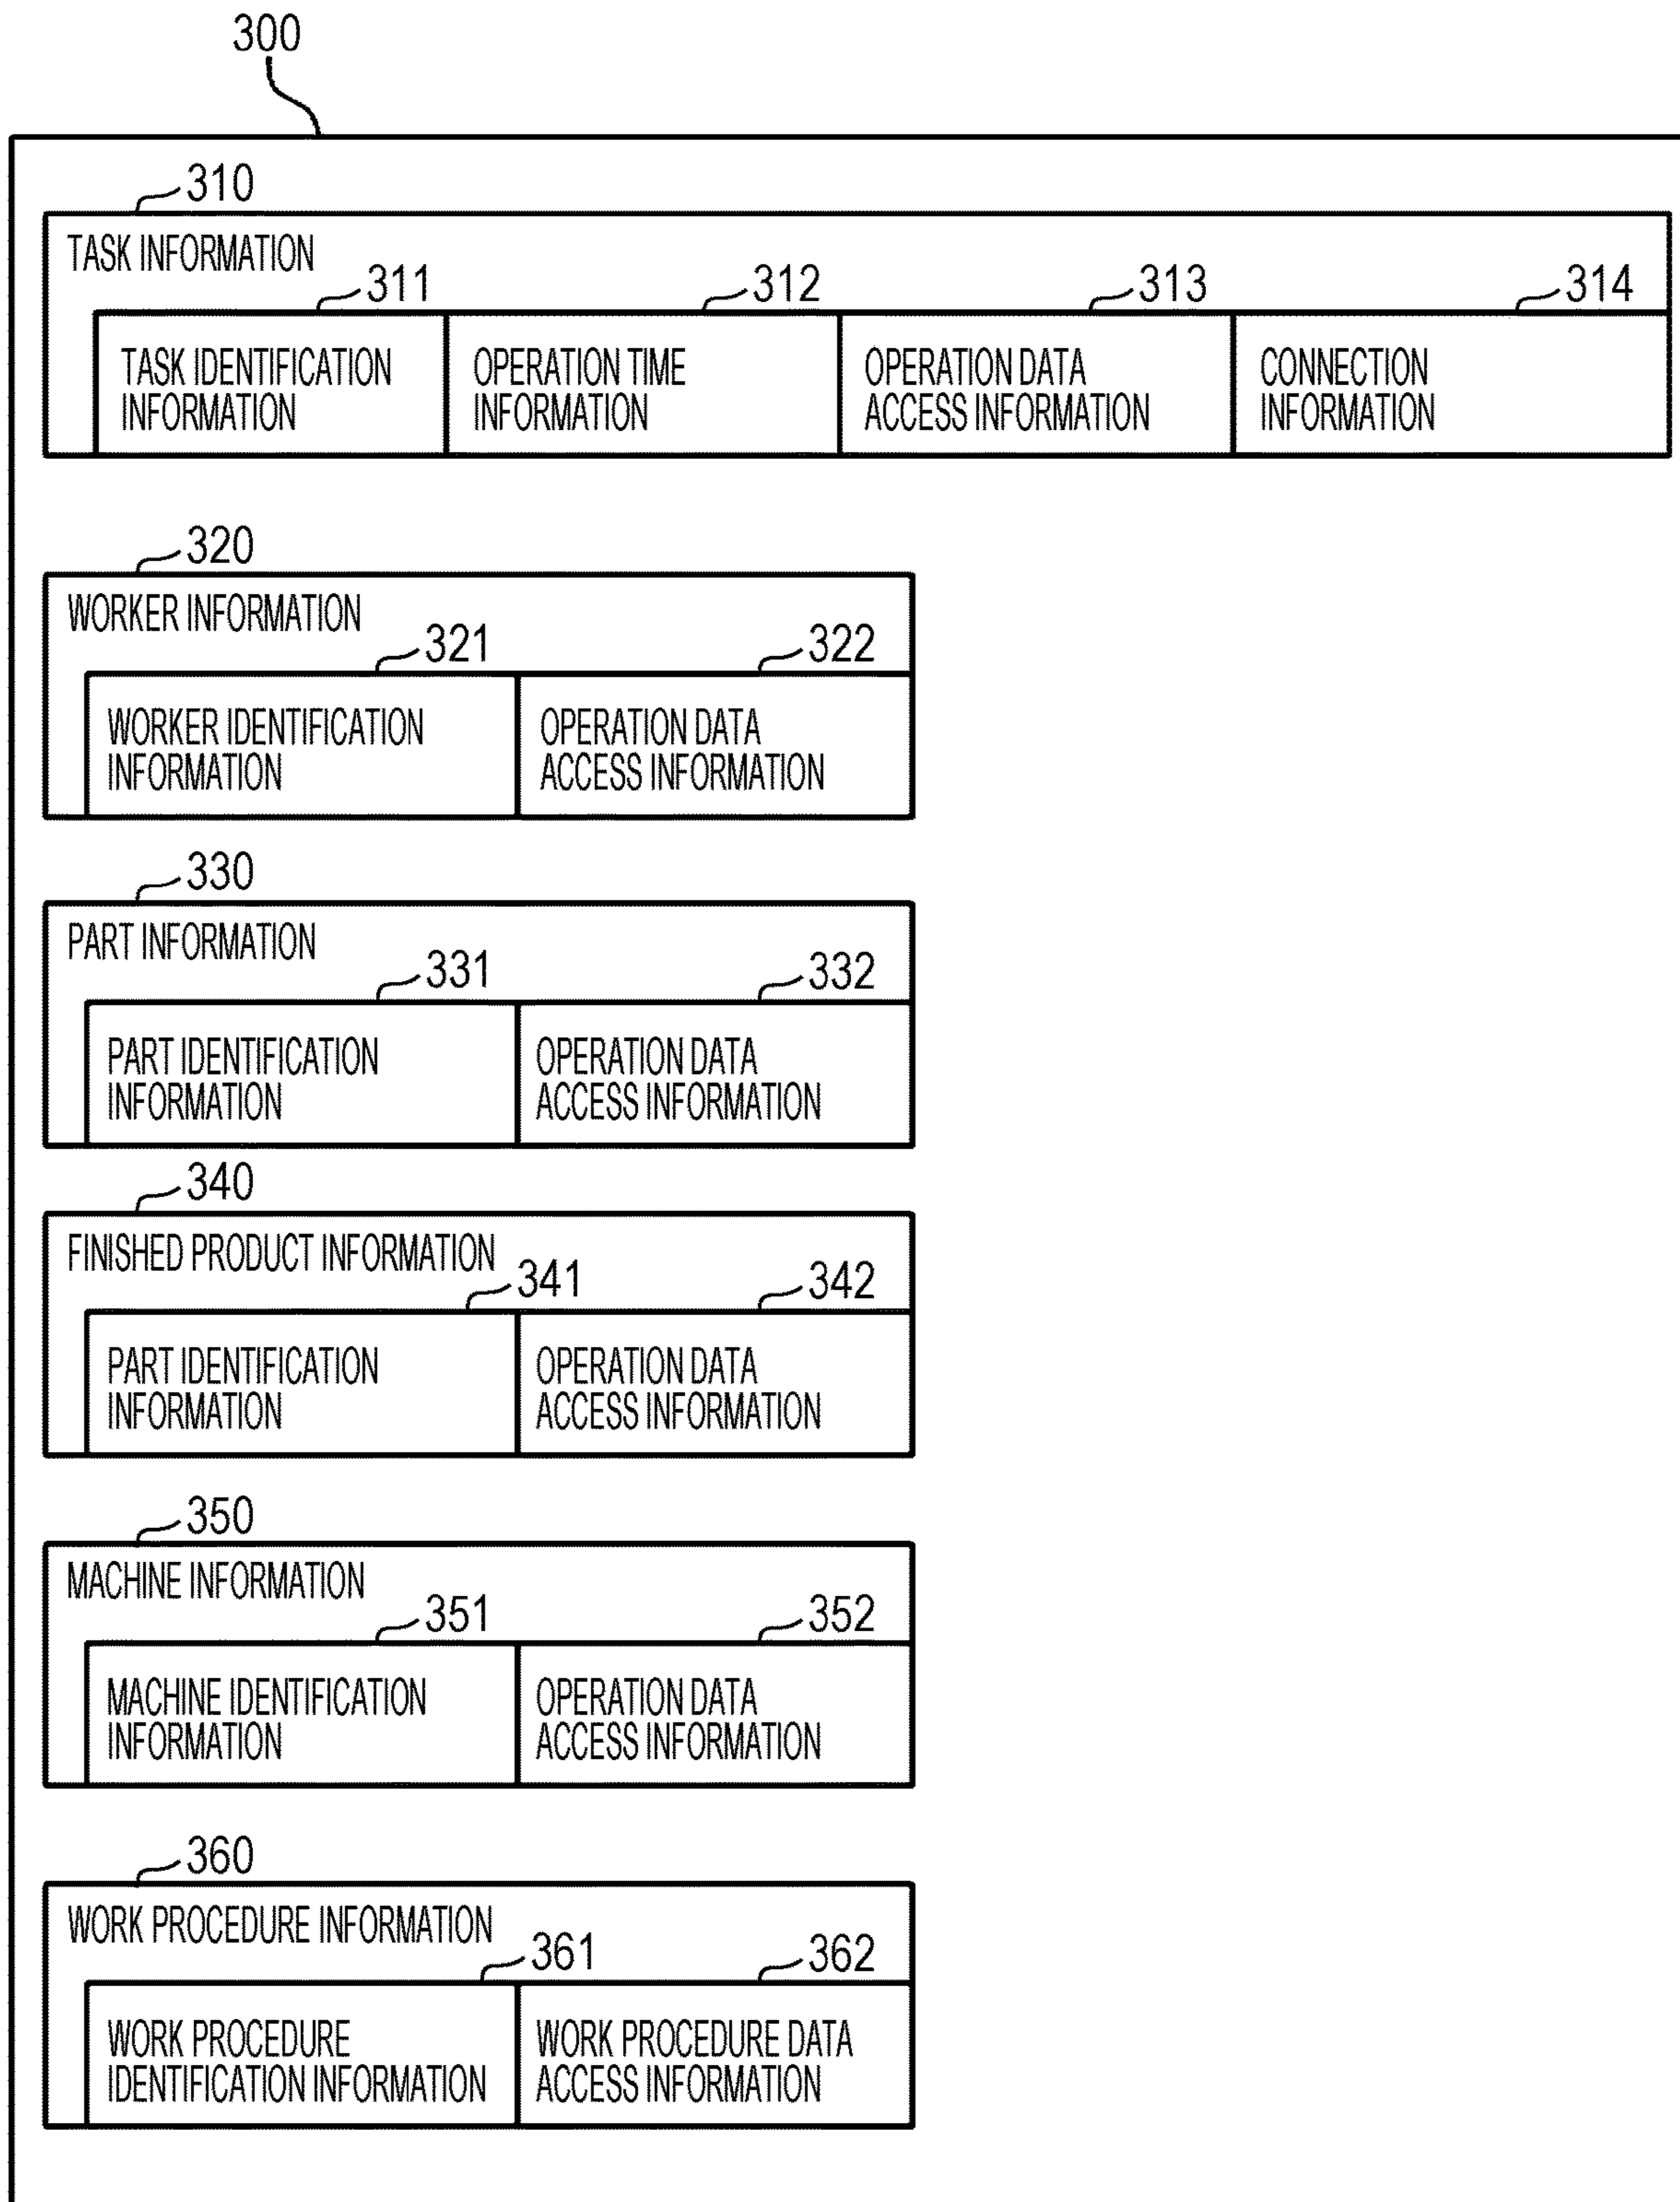 300
310
TASK INFORMATION
311 312 313 314
TASK IDENTIFICATION INFORMATION
OPERATION TIME INFORMATION
OPERATION DATA ACCESS INFORMATION
CONNECTION INFORMATION
320
WORKER INFORMATION
321 322
WORKER IDENTIFICATION INFORMATION
OPERATION DATA ACCESS INFORMATION
330
PART INFORMATION
331 332
PART IDENTIFICATION INFORMATION
OPERATION DATA ACCESS INFORMATION
340
FINISHED PRODUCT INFORMATION
341 342
PART IDENTIFICATION INFORMATION
OPERATION DATA ACCESS INFORMATION
350
MACHINE INFORMATION
351 352
MACHINE IDENTIFICATION INFORMATION
OPERATION DATA ACCESS INFORMATION
360
WORK PROCEDURE INFORMATION
361 362
WORK PROCEDURE IDENTIFICATION INFORMATION
WORK PROCEDURE DATA ACCESS INFORMATION